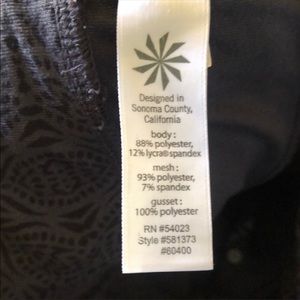 Designed in
Sonoma County,
California
body :
88% polyester,
12% lycra®spandex
mesh :
93% polyester,
7% spandex
gusset :
100% polyester
RN #54023
Style #581373
#60400